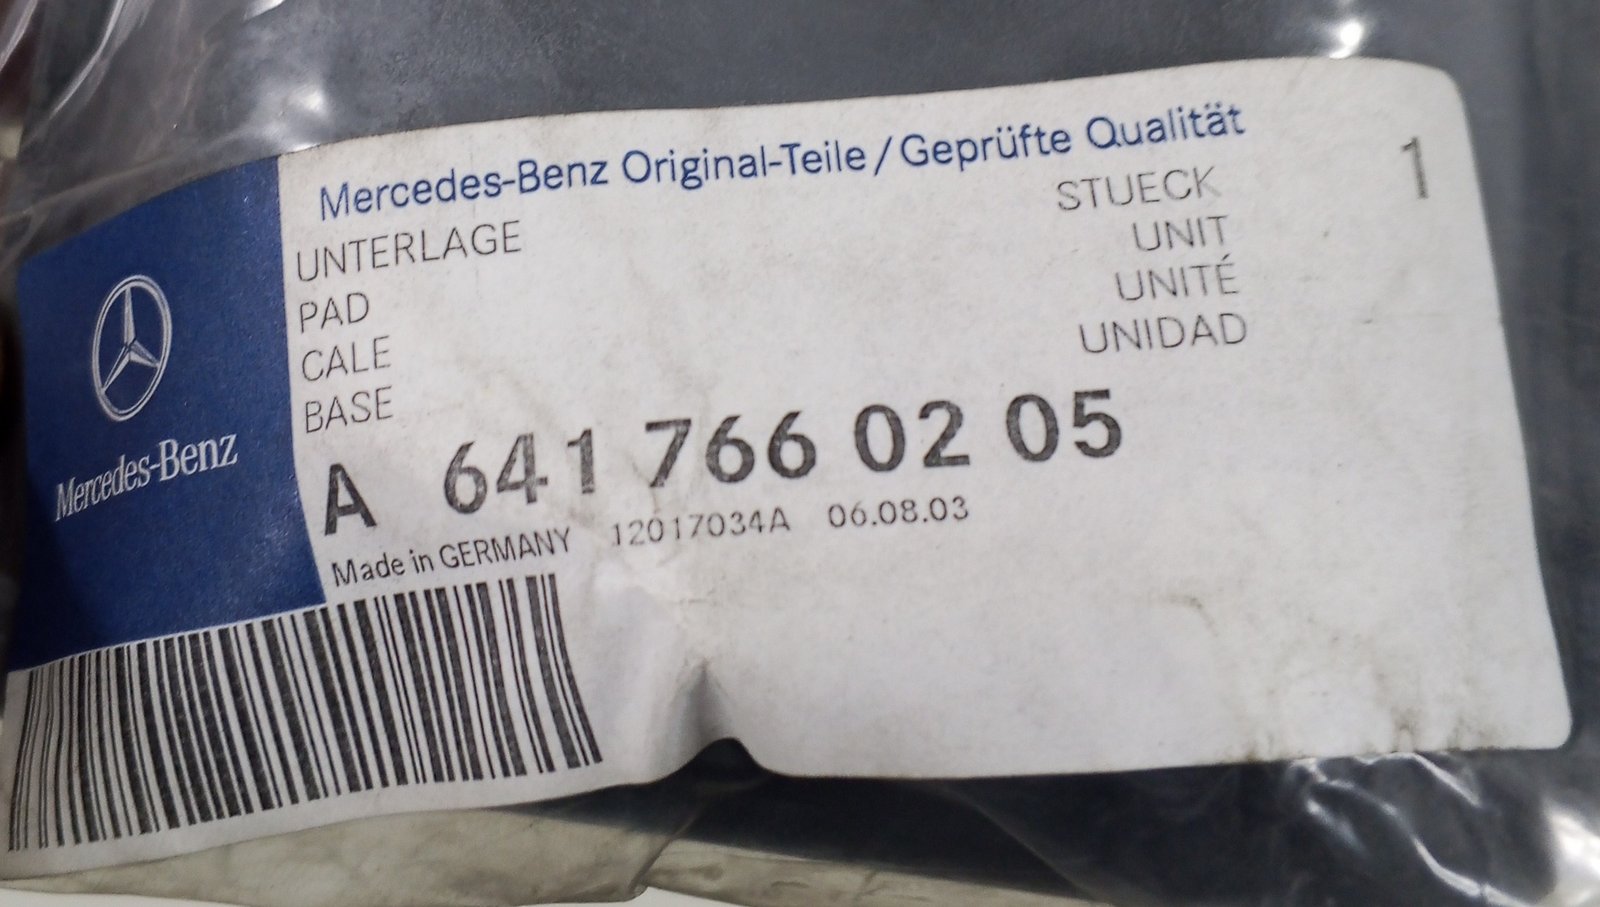 Mercedes-Benz Original-Teile / Geprüfte Qualität
UNTERLAGE
PAD
CALE
BASE
STUECK 1
UNIT
UNITÉ
UNIDAD
A 641 766 02 05
Made in GERMANY 12017034A 06.08.03
Mercedes-Benz